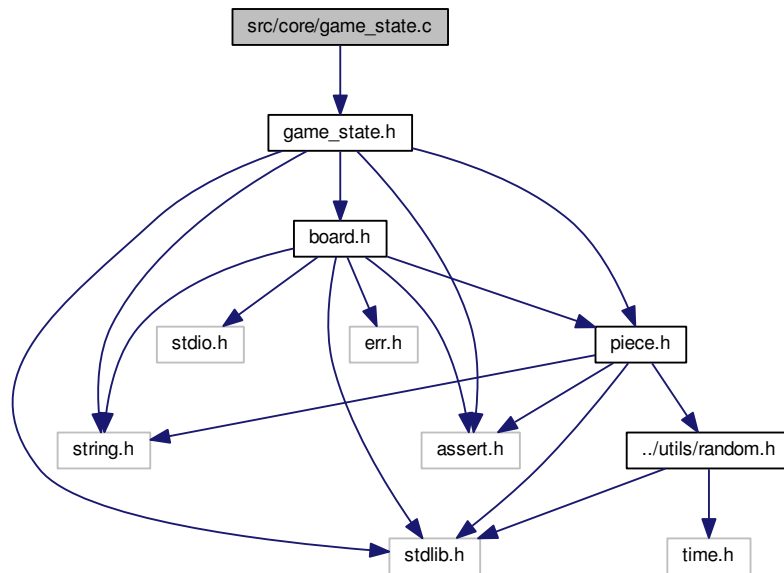 src/core/game_state.c
game_state.h
board.h
stdio.h
err.h
piece.h
string.h
assert.h
../utils/random.h
stdlib.h
time.h